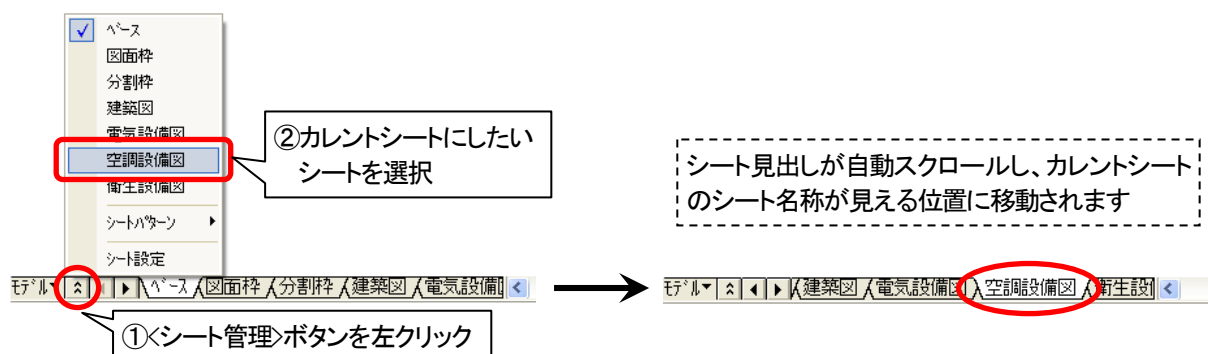 ﾍﾞｰｽ
図面枠
分割枠
建築図
電気設備図
空調設備図
衛生設備図
ｼｰﾄﾊﾟﾀｰﾝ
ｼｰﾄ設定
②カレントシートにしたい
シートを選択
シート見出しが自動スクロールし、カレントシート
のシート名称が見える位置に移動されます
ﾓﾃﾞﾙ ﾍﾞｰｽ 図面枠 分割枠 建築図 電気設備図
ﾓﾃﾞﾙ 建築図 電気設備図 空調設備図 衛生設
①<シート管理>ボタンを左クリック